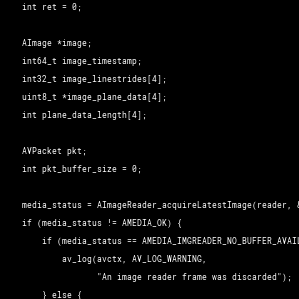 int ret = 0;
AImage *image;
int64_t image_timestamp;
int32_t image_linestrides[4];
uint8_t *image_plane_data[4];
int plane_data_length[4];
AVPacket pkt;
int pkt_buffer_size = 0;
media_status = AImageReader_acquireLatestImage(reader, &
if (media_status != AMEDIA_OK) {
if (media_status == AMEDIA_IMGREADER_NO_BUFFER_AVAIL
av_log(avctx, AV_LOG_WARNING,
"An image reader frame was discarded");
} else {